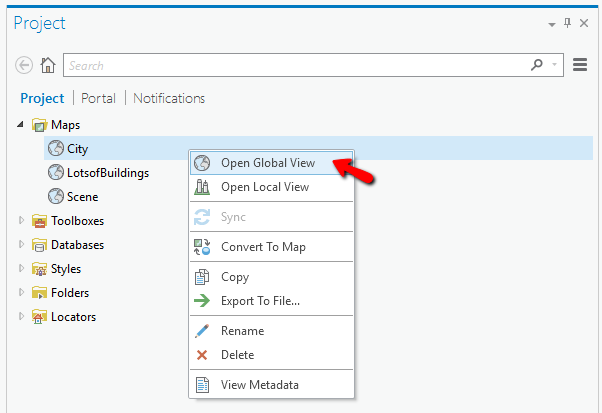 Project
Search
Project Portal Notifications
Maps
City
LotsofBuildings
Scene
Toolboxes
Databases
Styles
Folders
Locators
Open Global View
Open Local View
Sync
Convert To Map
Copy
Export To File...
Rename
Delete
View Metadata